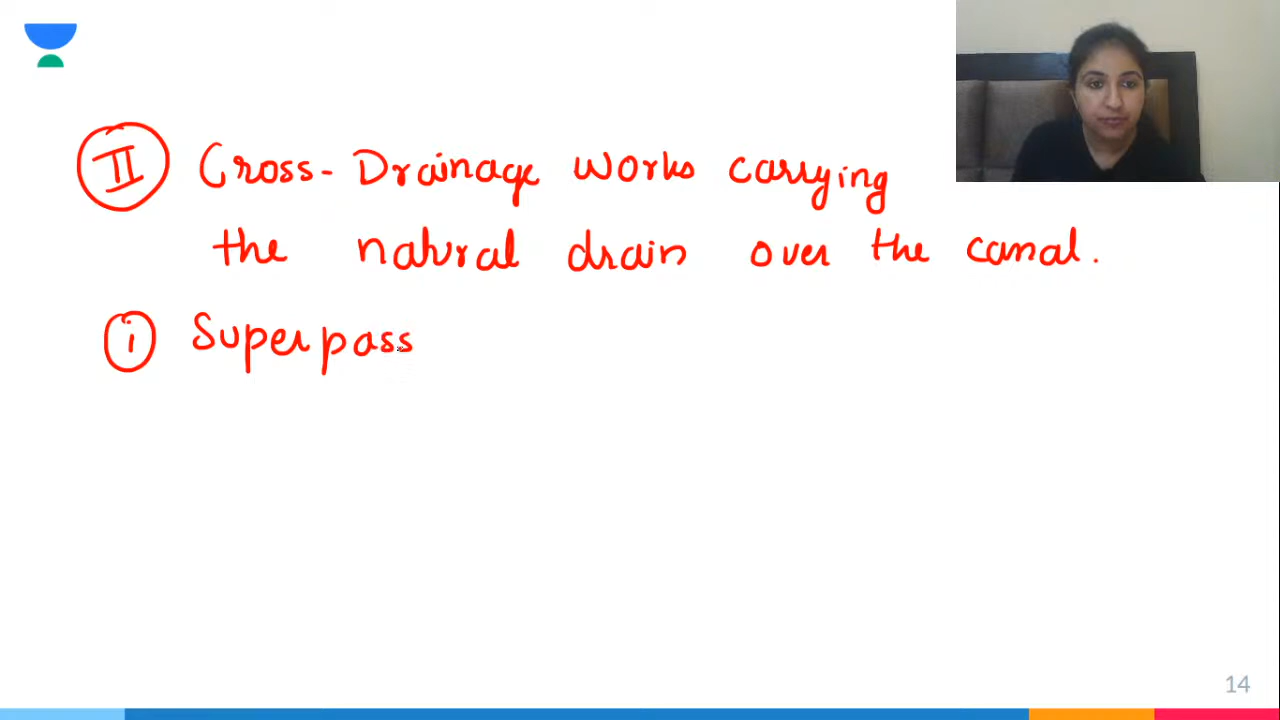 II Cross-Drainage works carrying
the natural drain over the canal.
i Superpass
14